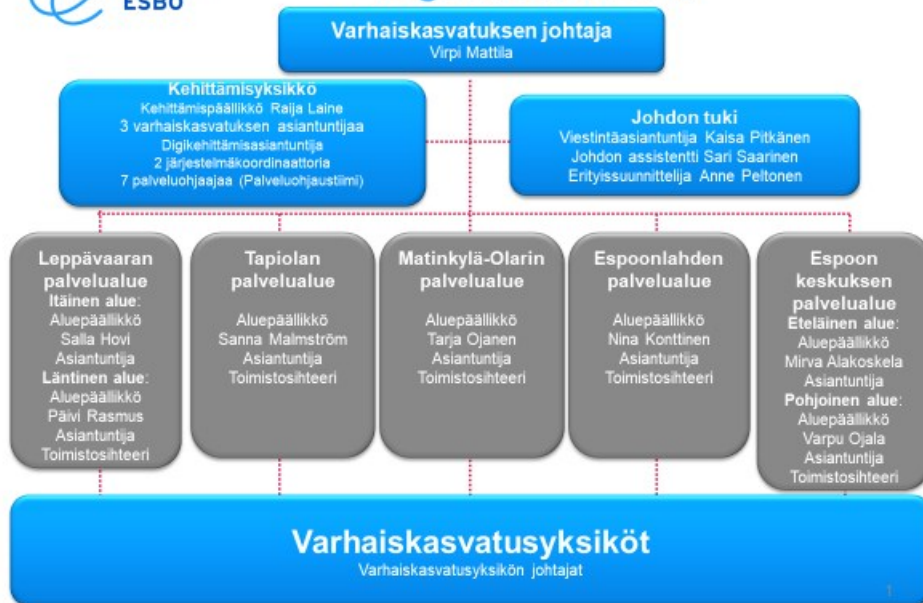 ESBO
Varhaiskasvatuksen johtaja
Virpi Mattila
Kehittämisyksikkö
Kehittämispäällikkö Raija Laine
3 varhaiskasvatuksen asiantuntijaa
Digikehittämisasiantuntija
2 järjestelmäkoordinaattoria
7 palveluohjaajaa (Palveluohjaustiimi)
Johdon tuki
Viestintäasiantuntija Kaisa Pitkänen
Johdon assistentti Sari Saarinen
Erityissuunnittelija Anne Peltonen
Leppävaaran
palvelualue
Itäinen alue:
Aluepäällikkö
Salla Hovi
Asiantuntija
Läntinen alue:
Aluepäällikkö
Päivi Rasmus
Asiantuntija
Toimistosihteeri
Tapiolan
palvelualue
Aluepäällikkö
Sanna Malmström
Asiantuntija
Toimistosihteeri
Matinkylä-Olarin
palvelualue
Aluepäällikkö
Tarja Ojanen
Asiantuntija
Toimistosihteeri
Espoonlahden
palvelualue
Aluepäällikkö
Nina Konttinen
Asiantuntija
Toimistosihteeri
Espoon
keskuksen
palvelualue
Eteläinen alue:
Aluepäällikkö
Mirva Alakoskela
Asiantuntija
Pohjoinen alue:
Aluepäällikkö
Varpu Ojala
Asiantuntija
Toimistosihteeri
Varhaiskasvatusyksiköt
Varhaiskasvatusyksikön johtajat
1